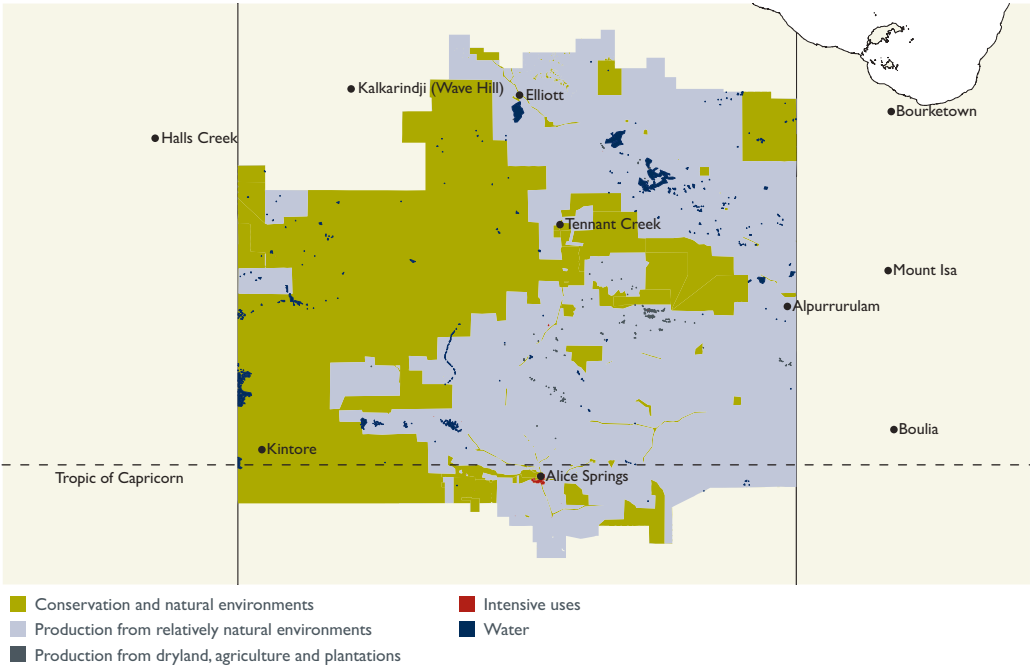 Kalkarindji (Wave Hill)
Elliott
Bourketown
Halls Creek
Tennant Creek
Mount Isa
Alpurrurulam
Boulia
Kintore
Tropic of Capricorn
Alice Springs
Conservation and natural environments
Production from relatively natural environments
Production from dryland, agriculture and plantations
Intensive uses
Water